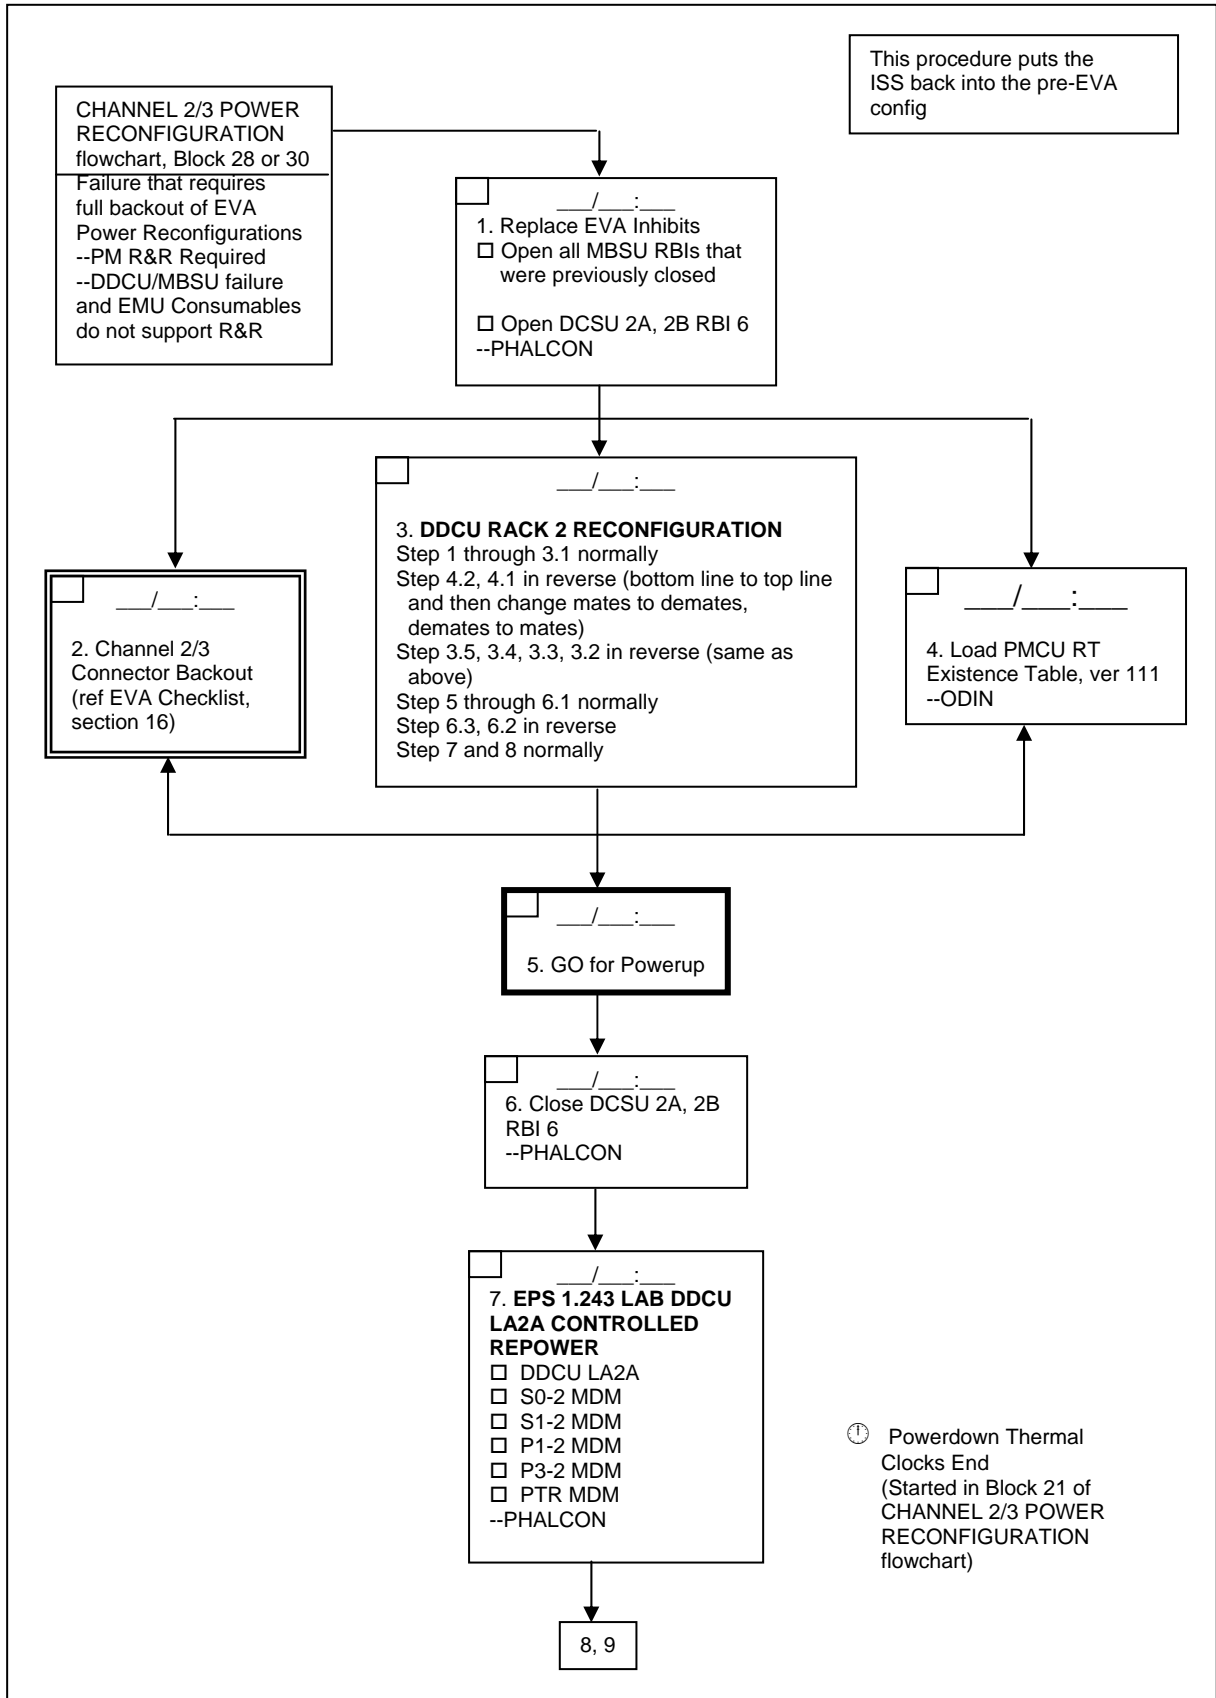 This procedure puts the
ISS back into the pre-EVA
config
CHANNEL 2/3 POWER
RECONFIGURATION
flowchart, Block 28 or 30
Failure that requires
full backout of EVA
Power Reconfigurations
--PM R&R Required
--DDCU/MBSU failure
and EMU Consumables
do not support R&R
___/___:___
1. Replace EVA Inhibits
☐ Open all MBSU RBIs that
were previously closed
☐ Open DCSU 2A, 2B RBI 6
--PHALCON
___/___:___
2. Channel 2/3
Connector Backout
(ref EVA Checklist,
section 16)
___/___:___
3. DDCU RACK 2 RECONFIGURATION
Step 1 through 3.1 normally
Step 4.2, 4.1 in reverse (bottom line to top line
and then change mates to demates,
demates to mates)
Step 3.5, 3.4, 3.3, 3.2 in reverse (same as
above)
Step 5 through 6.1 normally
Step 6.3, 6.2 in reverse
Step 7 and 8 normally
___/___:___
4. Load PMCU RT
Existence Table, ver 111
--ODIN
___/___:___
5. GO for Powerup
___/___:___
6. Close DCSU 2A, 2B
RBI 6
--PHALCON
___/___:___
7. EPS 1.243 LAB DDCU
LA2A CONTROLLED
REPOWER
☐ DDCU LA2A
☐ S0-2 MDM
☐ S1-2 MDM
☐ P1-2 MDM
☐ P3-2 MDM
☐ PTR MDM
--PHALCON
Powerdown Thermal
Clocks End
(Started in Block 21 of
CHANNEL 2/3 POWER
RECONFIGURATION
flowchart)
8, 9